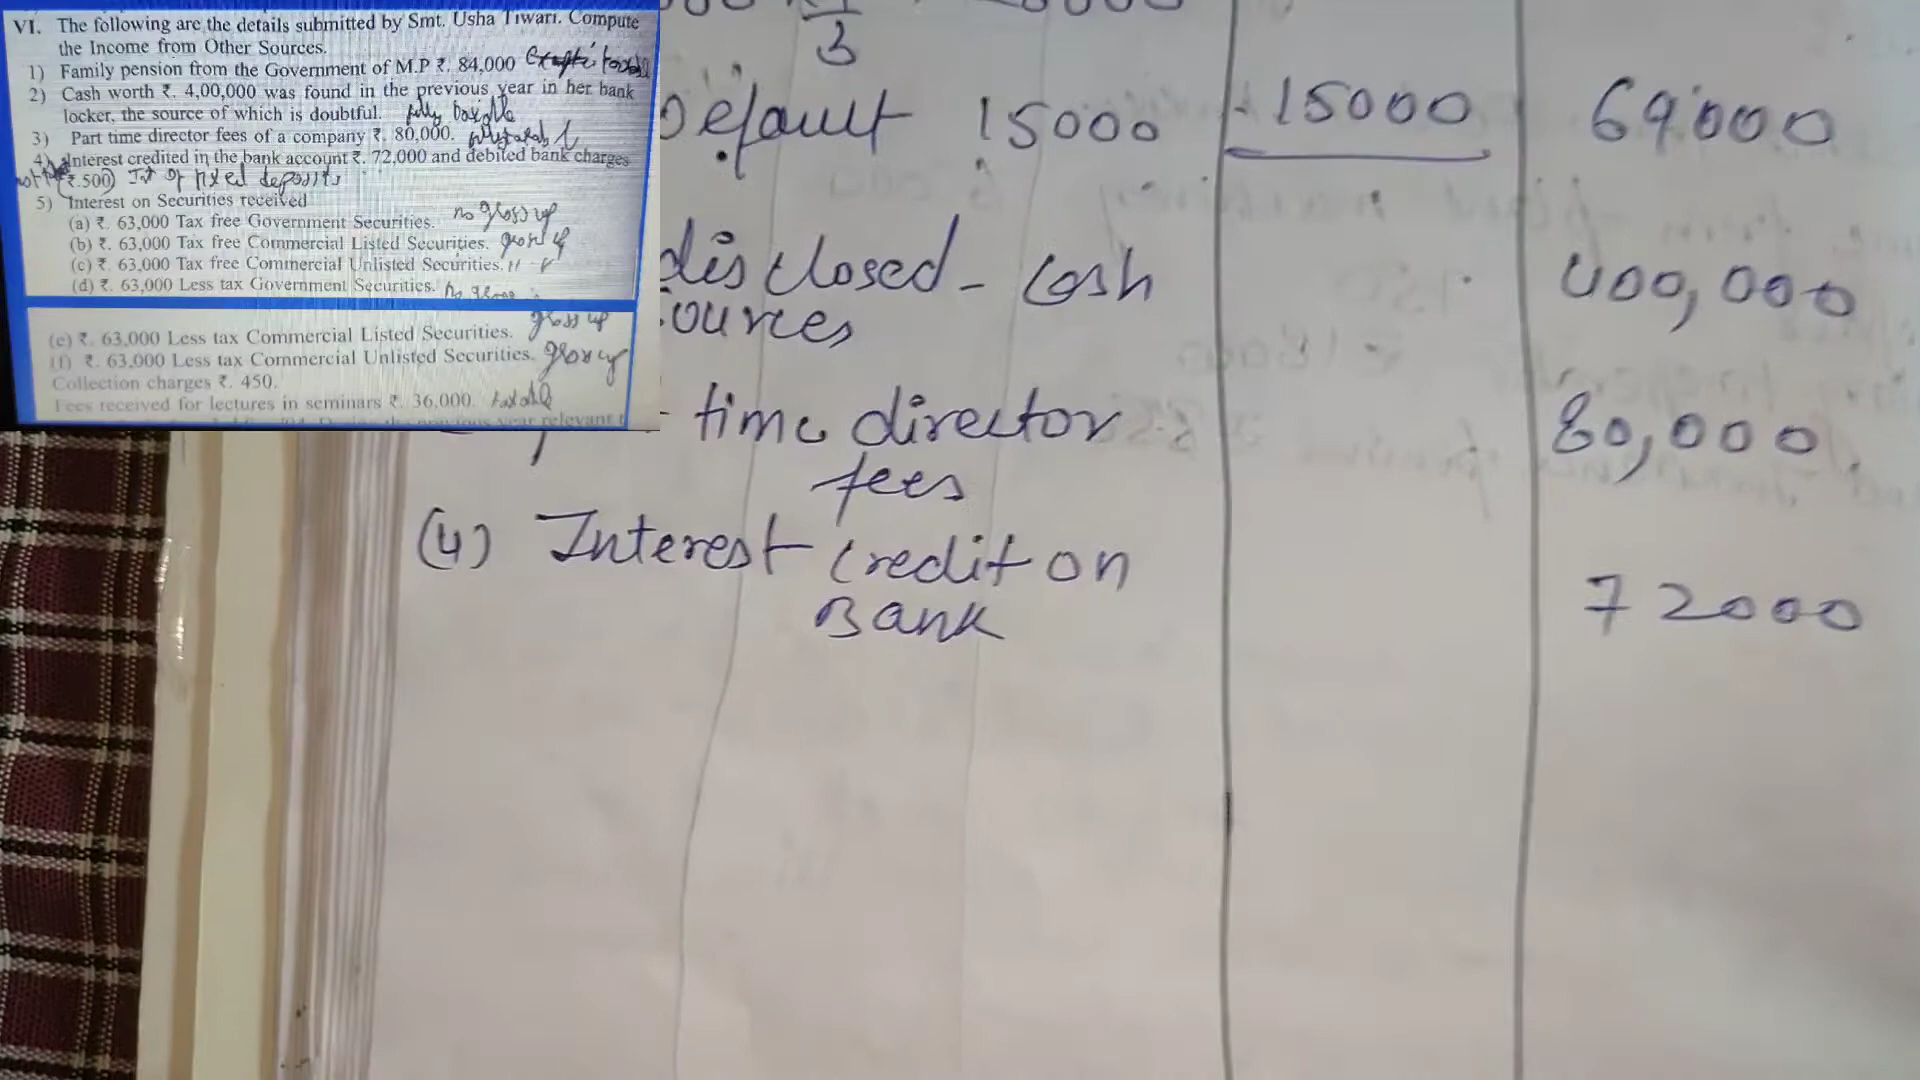 VI. The following are the details submitted by Smt. Usha Tiwari. Compute
the Income from Other Sources.
1) Family pension from the Government of M.P ₹. 84,000
2) Cash worth ₹. 4,00,000 was found in the previous year in her bank
locker, the source of which is doubtful. fully taxable
3) Part time director fees of a company ₹. 80,000.
4) Interest credited in the bank account ₹. 72,000 and debited bank charges
₹.500) Int of fixed deposits
5) Interest on Securities received
(a) ₹. 63,000 Tax free Government Securities. no gross up
(b) ₹. 63,000 Tax free Commercial Listed Securities. gross up
(c) ₹. 63,000 Tax free Commercial Unlisted Securities.
(d) ₹. 63,000 Less tax Government Securities. no gross
(e) ₹. 63,000 Less tax Commercial Listed Securities. gross up
(f) ₹. 63,000 Less tax Commercial Unlisted Securities. gross up
Collection charges ₹. 450.
Fees received for lectures in seminars ₹. 36,000. taxable
3
Default 15000 -15000 69000
disclosed - cash 400,000
ources
- time director 80,000
fees
(4) Interest credit on
Bank 72000